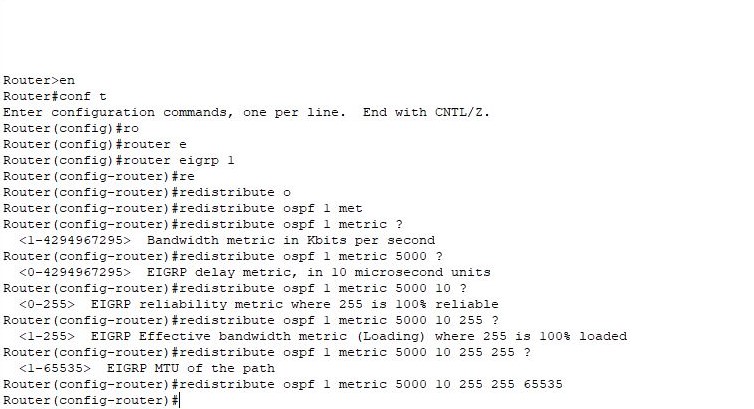 Router>en
Router#conf t
Enter configuration commands, one per line.  End with CNTL/Z.
Router(config)#ro
Router(config)#router e
Router(config)#router eigrp 1
Router(config-router)#re
Router(config-router)#redistribute o
Router(config-router)#redistribute ospf 1 met
Router(config-router)#redistribute ospf 1 metric ?
  <1-4294967295>  Bandwidth metric in Kbits per second
Router(config-router)#redistribute ospf 1 metric 5000 ?
  <0-4294967295>  EIGRP delay metric, in 10 microsecond units
Router(config-router)#redistribute ospf 1 metric 5000 10 ?
  <0-255>  EIGRP reliability metric where 255 is 100% reliable
Router(config-router)#redistribute ospf 1 metric 5000 10 255 ?
  <1-255>  EIGRP Effective bandwidth metric (Loading) where 255 is 100% loaded
Router(config-router)#redistribute ospf 1 metric 5000 10 255 255 ?
  <1-65535>  EIGRP MTU of the path
Router(config-router)#redistribute ospf 1 metric 5000 10 255 255 65535
Router(config-router)#